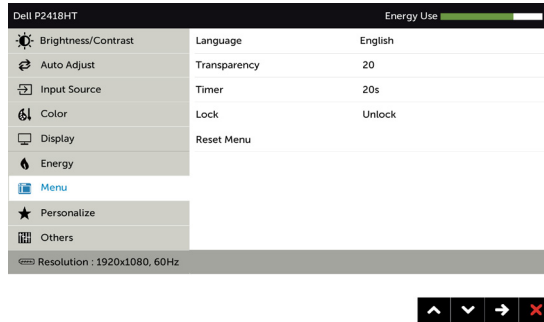 Dell P2418HT Energy Use
Brightness/Contrast
Auto Adjust
Input Source
Color
Display
Energy
Menu
Personalize
Others
Language English
Transparency 20
Timer 20s
Lock Unlock
Reset Menu
Resolution : 1920x1080, 60Hz